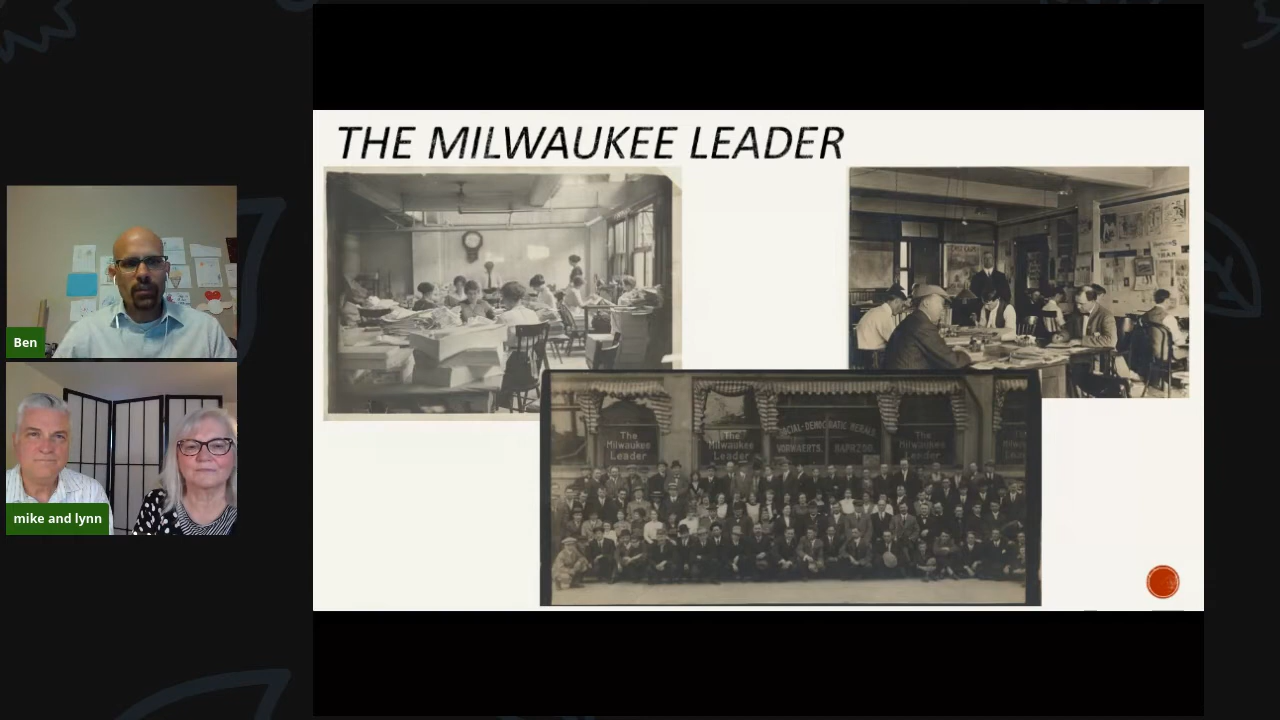 THE MILWAUKEE LEADER
Ben
mike and lynn
The
Milwaukee
Leader
The
Milwaukee
Leader
SOCIAL-DEMOCRATIC HERALD
VORWAERTS. NAPRZOD.
The
Milwaukee
Leader
The